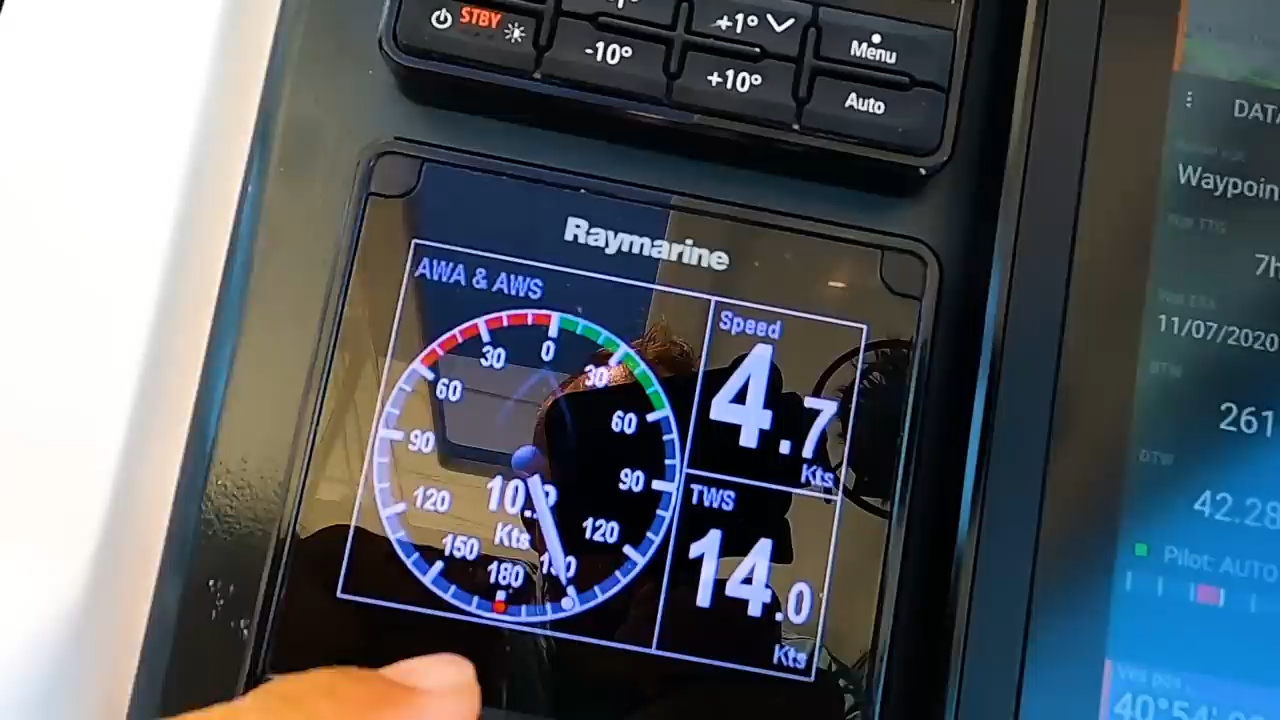 STBY
-10°
+1°
+10°
Menu
Auto
Raymarine
AWA & AWS
0
30
30
60
60
90
90
120
120
150
180
Kts
Speed
4.7
Kts
TWS
14.0
Kts
7h
11/07/2020
261
DTW
42.28
Pilot: AUTO